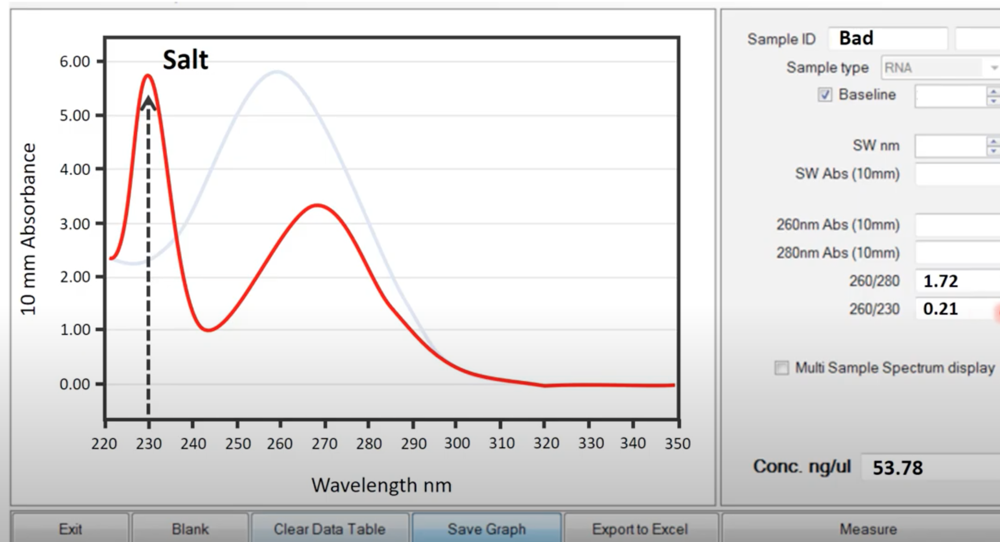 Salt
6.00
5.00
4.00
3.00
2.00
1.00
0.00
10 mm Absorbance
220 230 240 250 260 270 280 290 300 310 320 330 340 350
Wavelength nm
Sample ID Bad
Sample type RNA
Baseline
SW nm
SW Abs (10mm)
260nm Abs (10mm)
280nm Abs (10mm)
260/280 1.72
260/230 0.21
Multi Sample Spectrum display
Conc. ng/ul 53.78
Exit Blank Clear Data Table Save Graph Export to Excel Measure